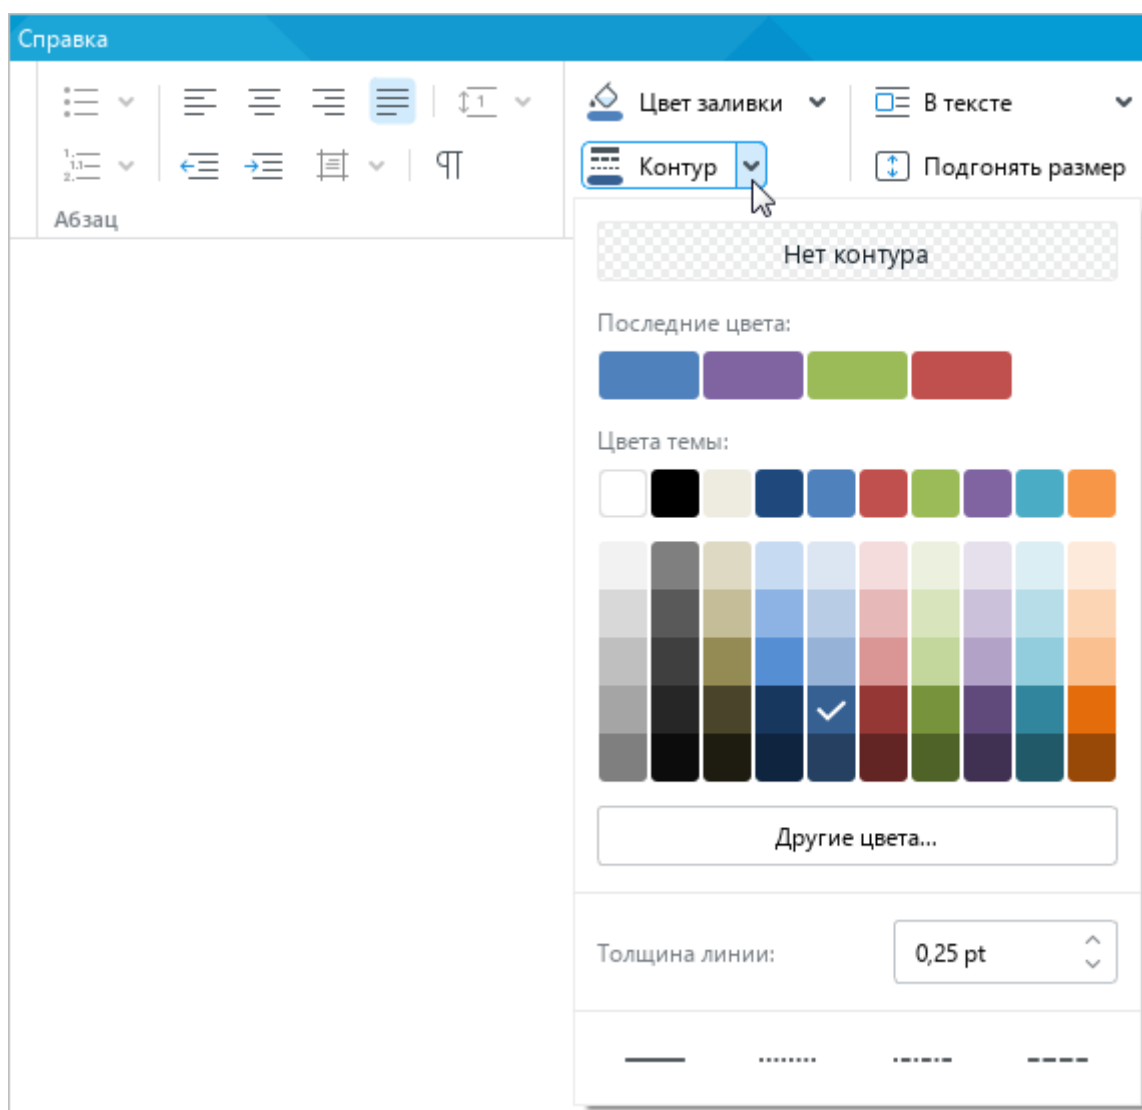 Справка
Цвет заливки
В тексте
Контур
Подгонять размер
Абзац
Нет контура
Последние цвета:
Цвета темы:
Другие цвета...
Толщина линии:
0,25 pt